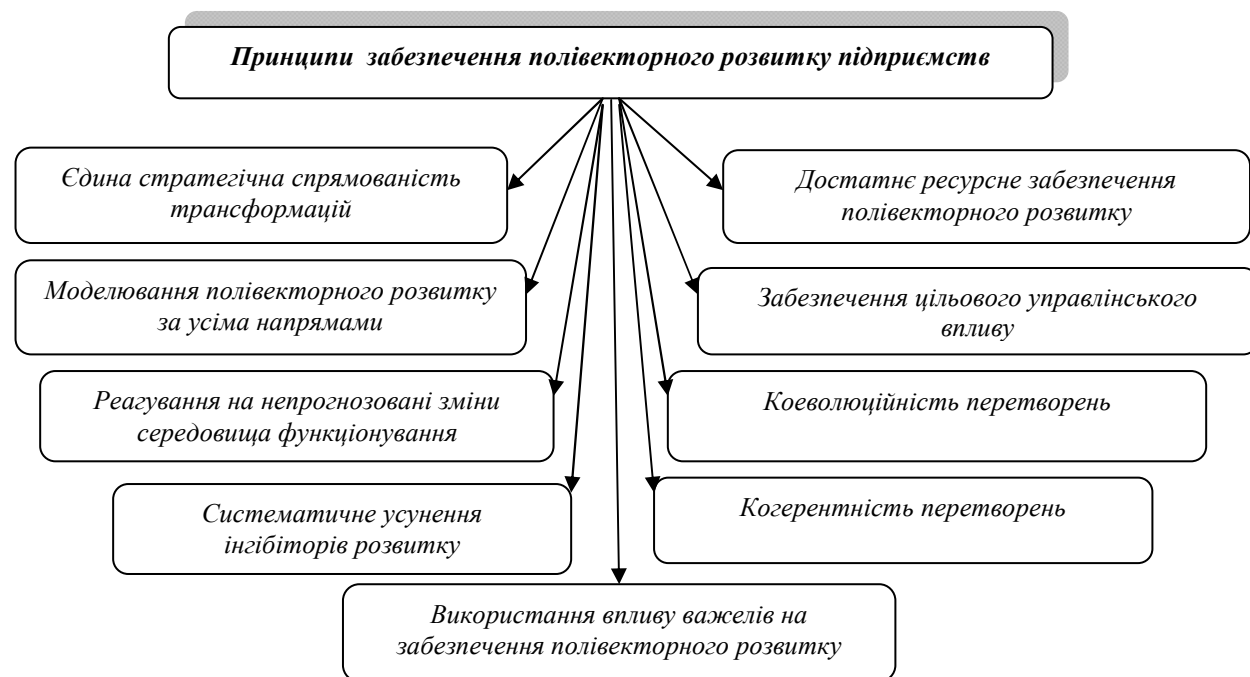 Принципи забезпечення полівекторного розвитку підприємств
Єдина стратегічна спрямованість
трансформацій
Достатнє ресурсне забезпечення
полівекторного розвитку
Моделювання полівекторного розвитку
за усіма напрямами
Забезпечення цільового управлінського
впливу
Реагування на непрогнозовані зміни
середовища функціонування
Коеволюційність перетворень
Систематичне усунення
інгібіторів розвитку
Когерентність перетворень
Використання впливу важелів на
забезпечення полівекторного розвитку